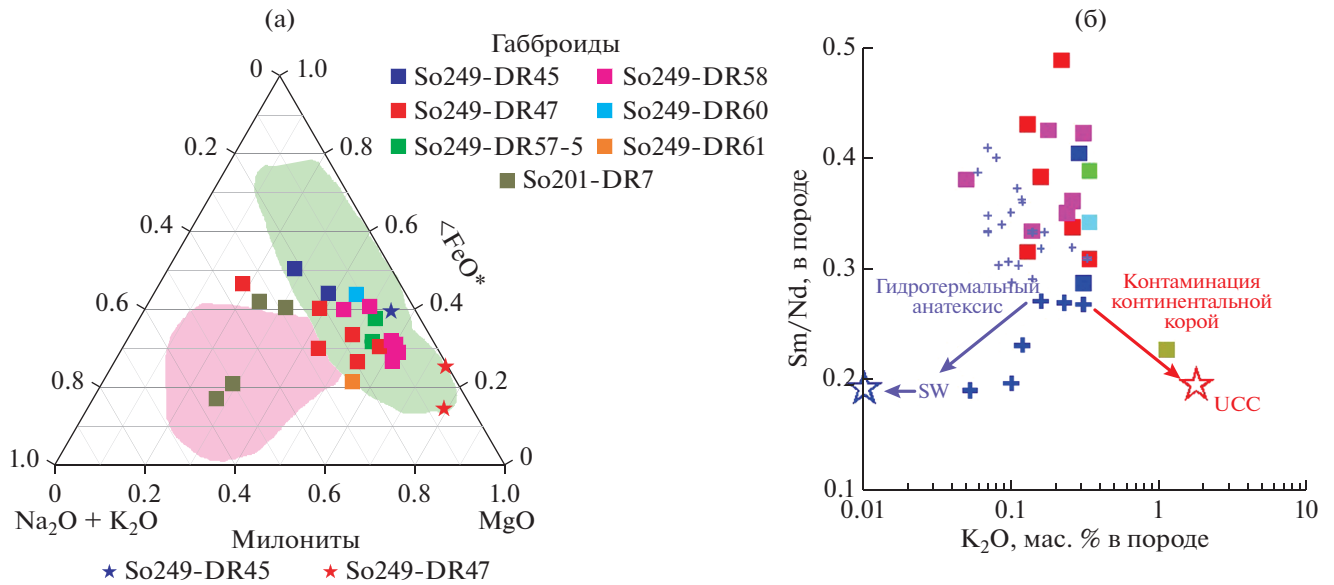 (а)
Габброиды
So249-DR45
So249-DR58
So249-DR47
So249-DR60
So249-DR57-5
So249-DR61
So201-DR7
0 1.0
0.2 0.8
0.4 0.6
<FeO*
0.4
0.8 0.2
1.0 0
0 0.2 0.4 0.6 0.8 1.0
Na₂O + K₂O MgO
Милониты
So249-DR45 So249-DR47
(б)
Sm/Nd, в породе
0.5
0.4
0.3
Гидротермальный
анатексис
Контаминация
континентальной
корой
0.2
SW
UCC
0.1
0.01 0.1 1 10
K₂O, мас. % в породе